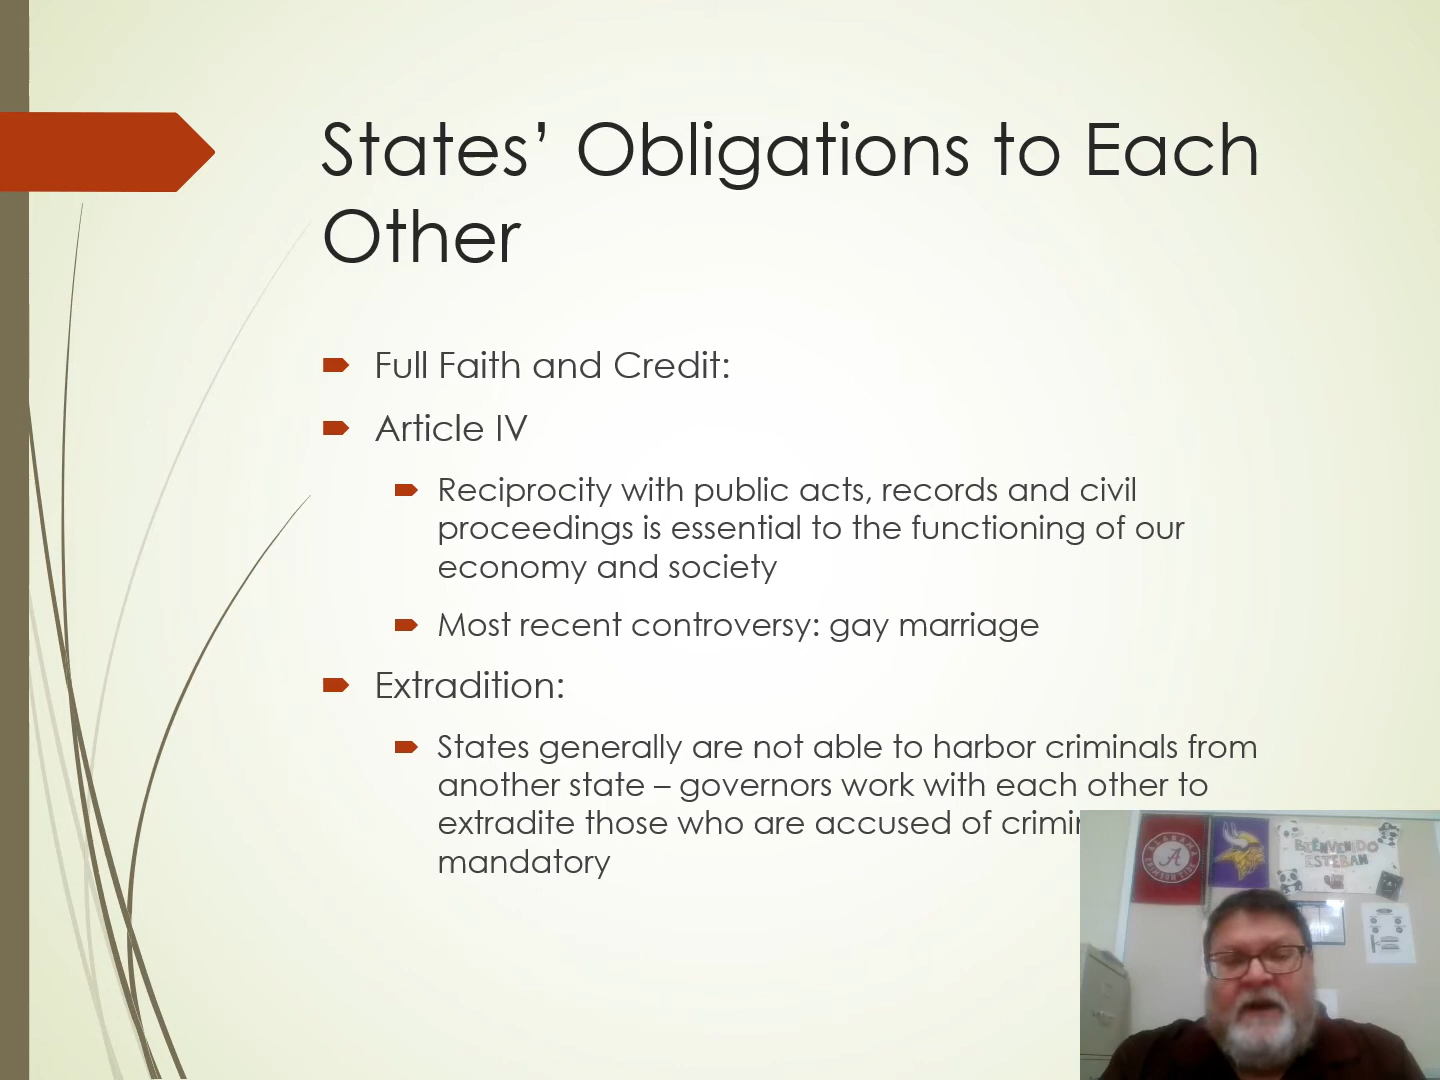 States’ Obligations to Each
Other
Full Faith and Credit:
Article IV
Reciprocity with public acts, records and civil
proceedings is essential to the functioning of our
economy and society
Most recent controversy: gay marriage
Extradition:
States generally are not able to harbor criminals from
another state – governors work with each other to
extradite those who are accused of
mandatory
ALABAMA
A
CRIMSON TIDE
BIENVENIDO
ESTEBAN